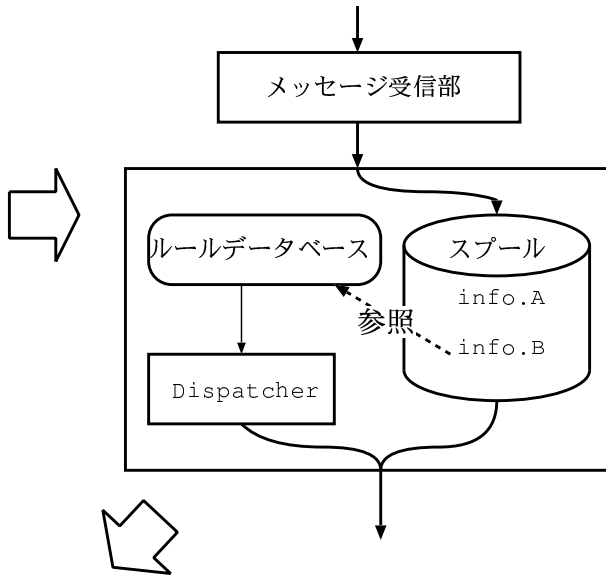 メッセージ受信部
ルールデータベース
スプール
info.A
参照
info.B
Dispatcher